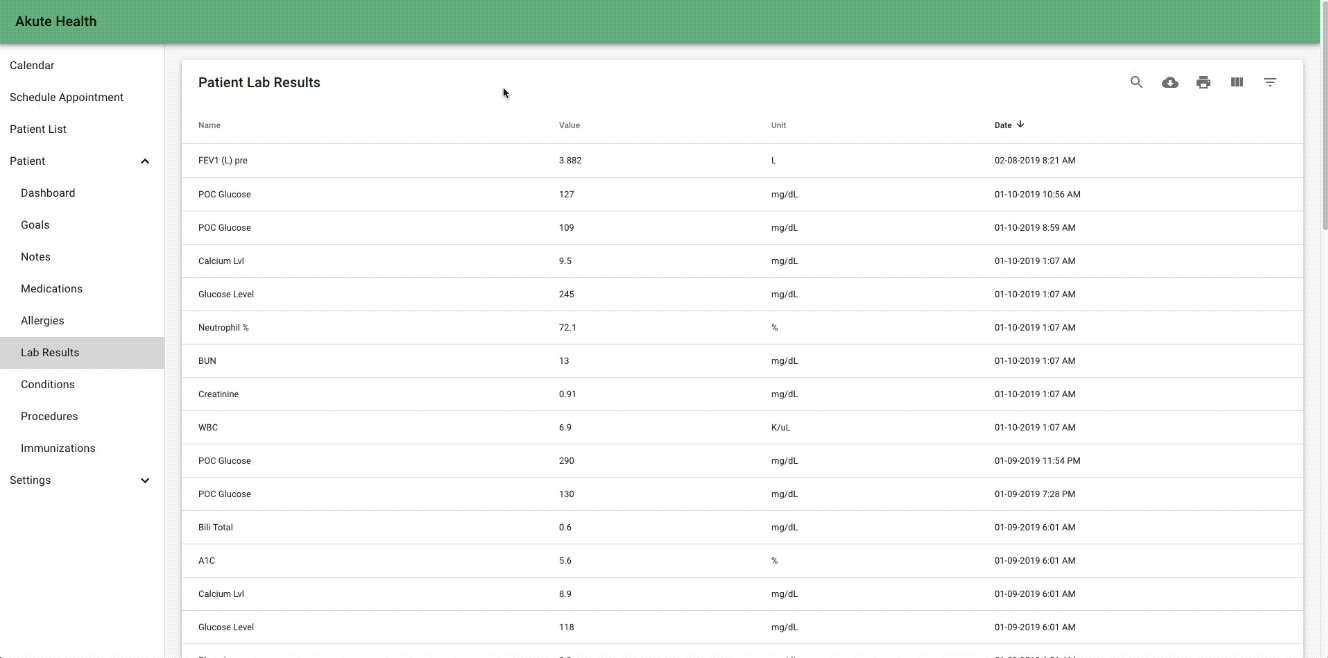 Akute Health
Calendar
Schedule Appointment
Patient List
Patient
Dashboard
Goals
Notes
Medications
Allergies
Lab Results
Conditions
Procedures
Immunizations
Settings
Patient Lab Results
Name Value Unit Date
FEV1 (L) pre 3.882 L 02-08-2019 8:21 AM
POC Glucose 127 mg/dL 01-10-2019 10:56 AM
POC Glucose 109 mg/dL 01-10-2019 8:59 AM
Calcium Lvl 9.5 mg/dL 01-10-2019 1:07 AM
Glucose Level 245 mg/dL 01-10-2019 1:07 AM
Neutrophil % 72.1 % 01-10-2019 1:07 AM
BUN 13 mg/dL 01-10-2019 1:07 AM
Creatinine 0.91 mg/dL 01-10-2019 1:07 AM
WBC 6.9 K/uL 01-10-2019 1:07 AM
POC Glucose 290 mg/dL 01-09-2019 11:54 PM
POC Glucose 130 mg/dL 01-09-2019 7:28 PM
Bili Total 0.6 mg/dL 01-09-2019 6:01 AM
A1C 5.6 % 01-09-2019 6:01 AM
Calcium Lvl 8.9 mg/dL 01-09-2019 6:01 AM
Glucose Level 118 mg/dL 01-09-2019 6:01 AM